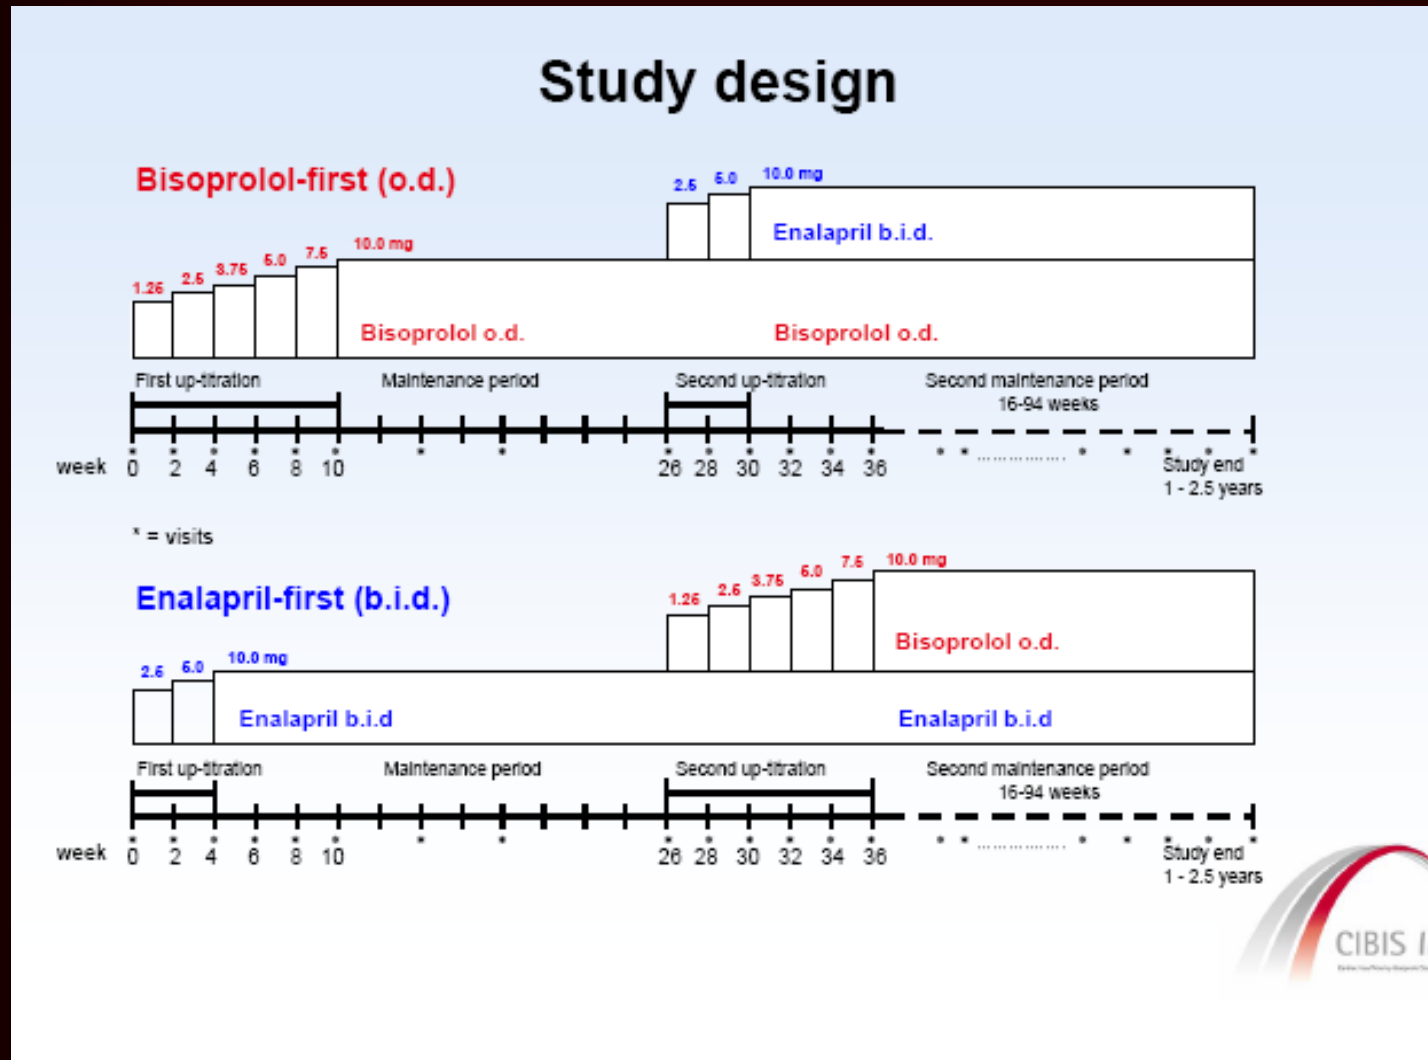 Study design
Bisoprolol-first (o.d.)
2.5 5.0 10.0 mg
Enalapril b.i.d.
1.25 2.5 3.75 5.0 7.5 10.0 mg
Bisoprolol o.d. Bisoprolol o.d.
First up-titration Maintenance period Second up-titration Second maintenance period
16-94 weeks
week 0 2 4 6 8 10 26 28 30 32 34 36 Study end
1 - 2.5 years
* = visits
Enalapril-first (b.i.d.)
1.25 2.5 3.75 5.0 7.5 10.0 mg
Bisoprolol o.d.
2.5 5.0 10.0 mg
Enalapril b.i.d Enalapril b.i.d
First up-titration Maintenance period Second up-titration Second maintenance period
16-94 weeks
week 0 2 4 6 8 10 26 28 30 32 34 36 Study end
1 - 2.5 years
CIBIS